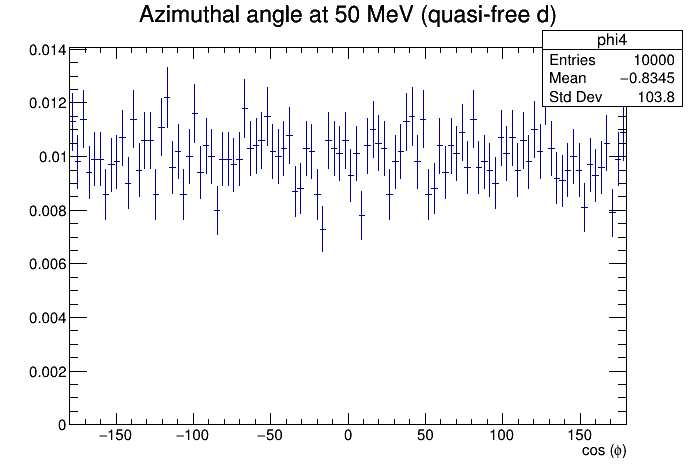 Azimuthal angle at 50 MeV (quasi-free d)
phi4
Entries 10000
Mean −0.8345
Std Dev 103.8
0.014
0.012
0.01
0.008
0.006
0.004
0.002
0
−150 −100 −50 0 50 100 150
cos (ϕ)